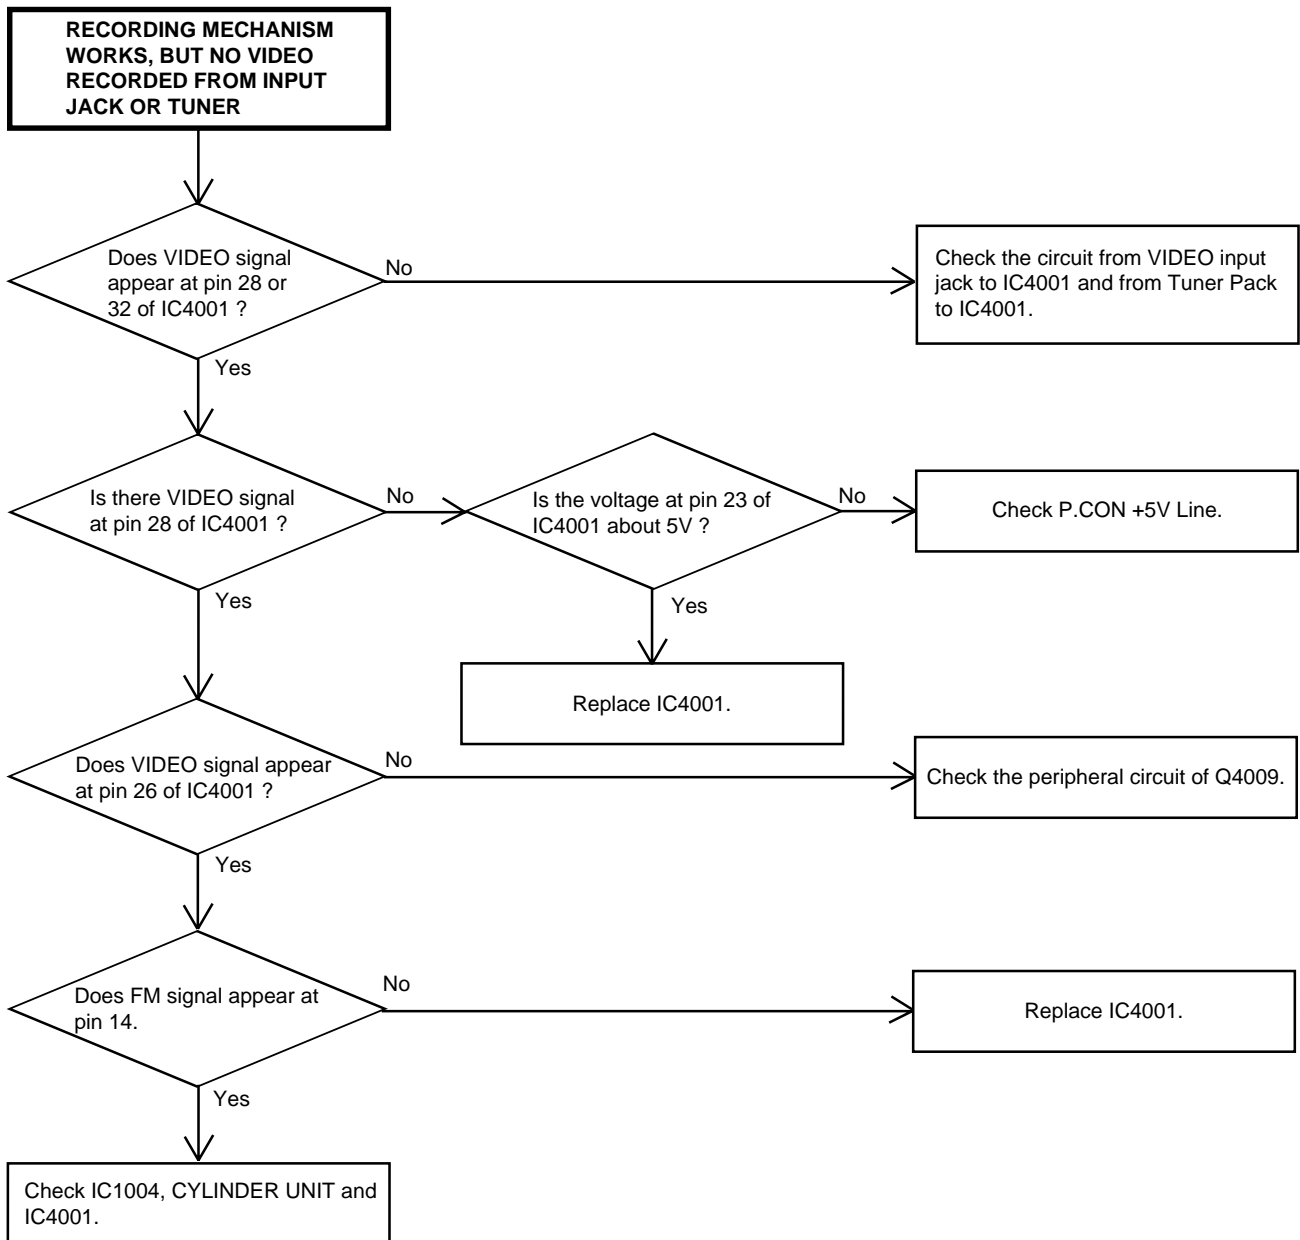 RECORDING MECHANISM
WORKS, BUT NO VIDEO
RECORDED FROM INPUT
JACK OR TUNER
Does VIDEO signal
appear at pin 28 or
32 of IC4001 ?
No
Check the circuit from VIDEO input
jack to IC4001 and from Tuner Pack
to IC4001.
Yes
Is there VIDEO signal
at pin 28 of IC4001 ?
No
Is the voltage at pin 23 of
IC4001 about 5V ?
No
Check P.CON +5V Line.
Yes
Yes
Replace IC4001.
Does VIDEO signal appear
at pin 26 of IC4001 ?
No
Check the peripheral circuit of Q4009.
Yes
Does FM signal appear at
pin 14.
No
Replace IC4001.
Yes
Check IC1004, CYLINDER UNIT and
IC4001.